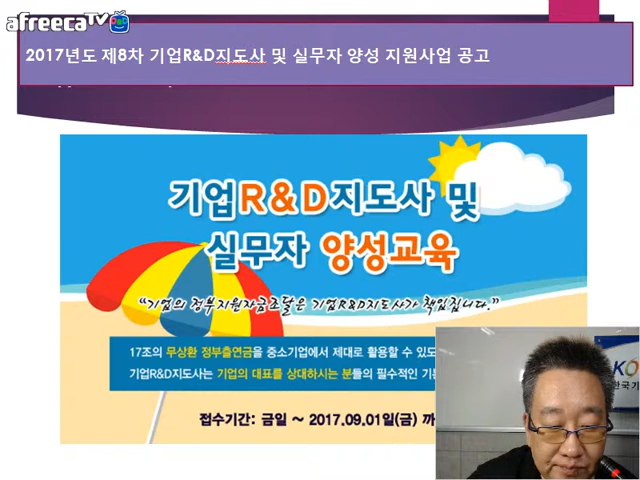 afreecaTV
2017년도 제8차 기업R&D지도사 및 실무자 양성 지원사업 공고
기업R&D지도사 및
실무자 양성교육
“기업의 정부지원자금조달은 기업R&D지도사가 책임집니다.”
17조의 무상환 정부출연금을 중소기업에서 제대로 활용할 수 있도
기업R&D지도사는 기업의 대표를 상대하시는 분들의 필수적인 기
접수기간: 금일 ~ 2017.09.01일(금) 까
KO
한국기